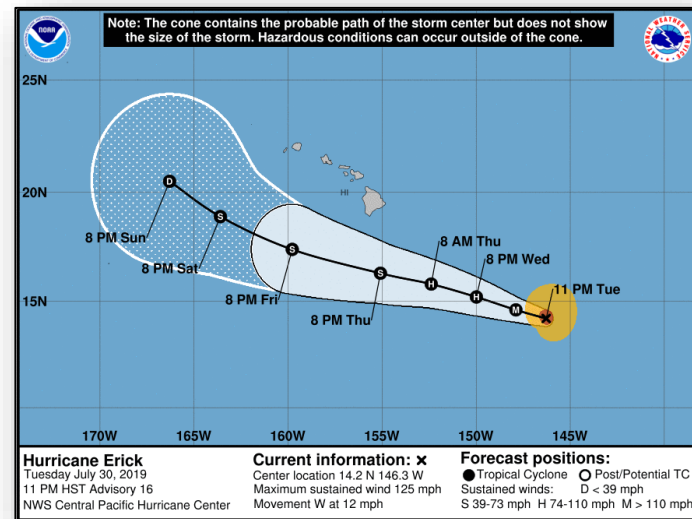 Note: The cone contains the probable path of the storm center but does not show
the size of the storm. Hazardous conditions can occur outside of the cone.
NOAA
NATIONAL WEATHER SERVICE
25N
20N
15N
HI
D
S
S
S
H
H
M
8 PM Sun
8 PM Sat
8 PM Fri
8 PM Thu
8 AM Thu
8 PM Wed
11 PM Tue
170W 165W 160W 155W 150W 145W
Hurricane Erick
Tuesday July 30, 2019
11 PM HST Advisory 16
NWS Central Pacific Hurricane Center
Current information: ×
Center location 14.2 N 146.3 W
Maximum sustained wind 125 mph
Movement W at 12 mph
Forecast positions:
● Tropical Cyclone ○ Post/Potential TC
Sustained winds: D < 39 mph
S 39-73 mph H 74-110 mph M > 110 mph